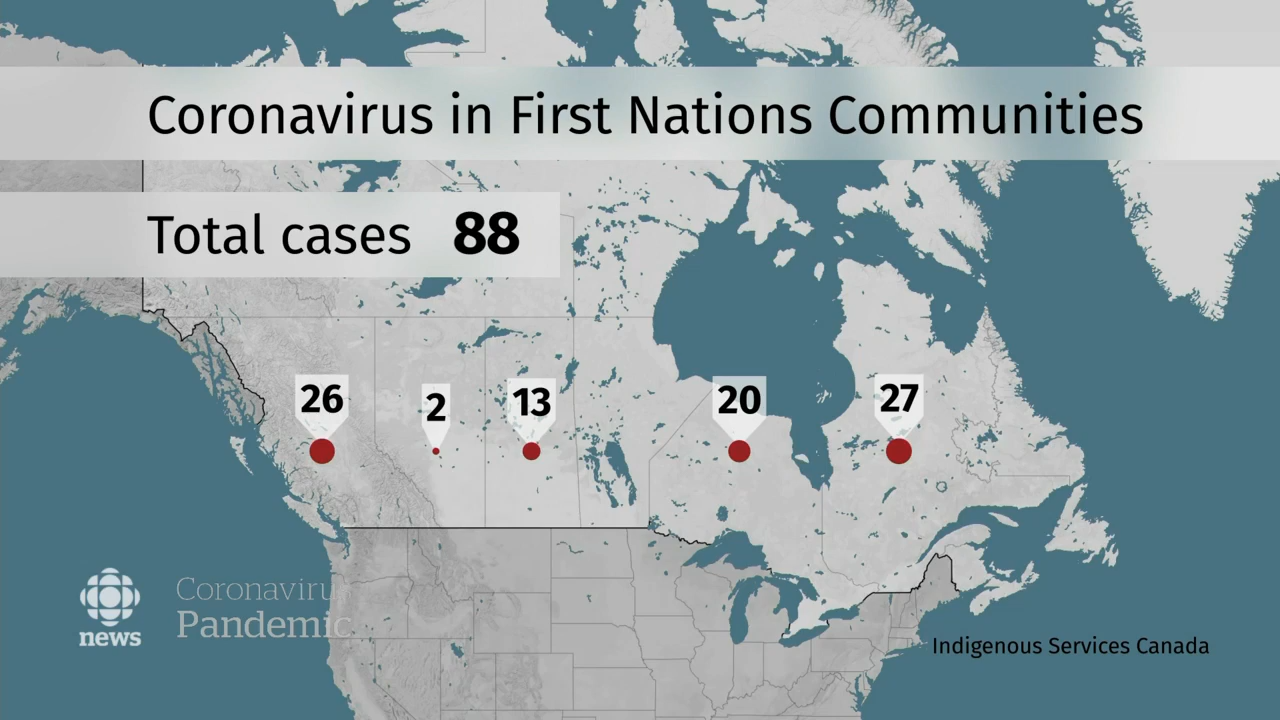 Coronavirus in First Nations Communities
Total cases 88
26 2 13 20 27
Coronavirus
Pandemic
news
Indigenous Services Canada